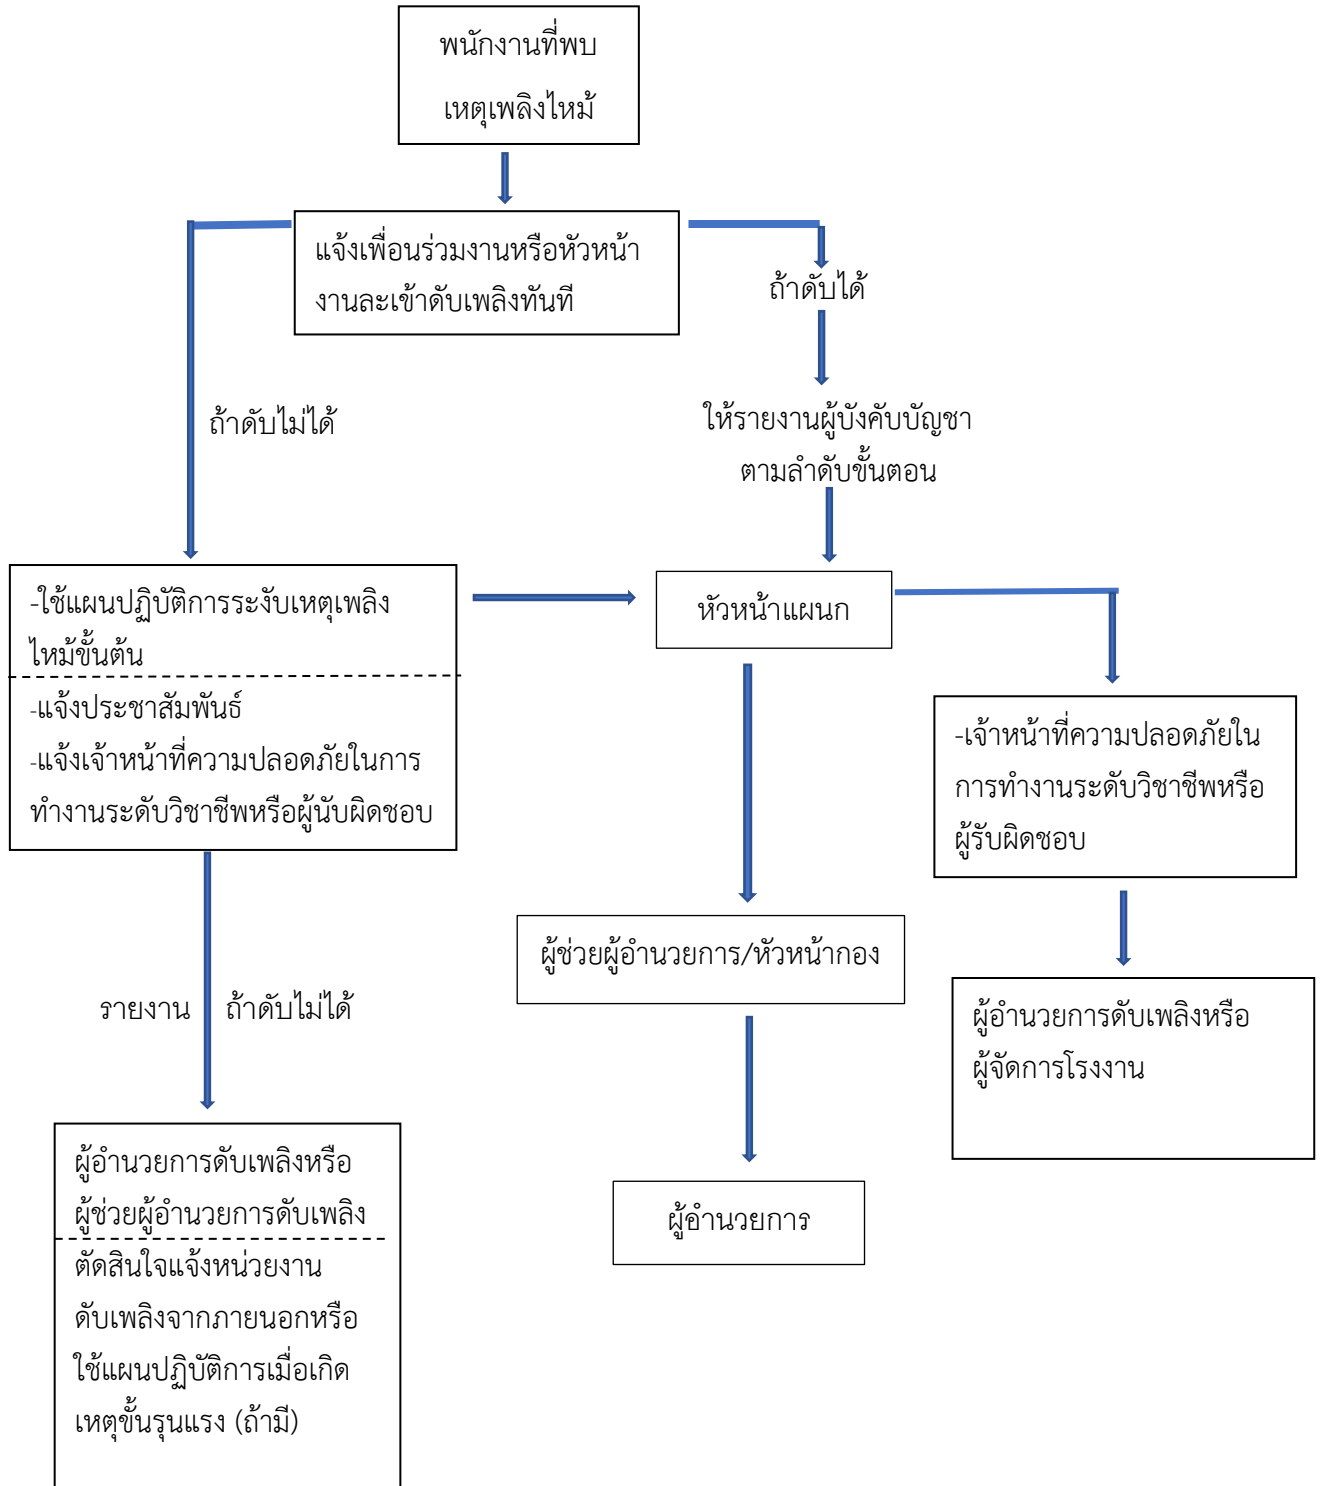 พนักงานที่พบ
เหตุเพลิงไหม้
แจ้งเพื่อนร่วมงานหรือหัวหน้า
งานละเข้าดับเพลิงทันที
ถ้าดับได้
ถ้าดับไม่ได้
ให้รายงานผู้บังคับบัญชา
ตามลำดับขั้นตอน
-ใช้แผนปฏิบัติการระงับเหตุเพลิง
ไหม้ขั้นต้น
-แจ้งประชาสัมพันธ์
-แจ้งเจ้าหน้าที่ความปลอดภัยในการ
ทำงานระดับวิชาชีพหรือผู้นับผิดชอบ
หัวหน้าแผนก
-เจ้าหน้าที่ความปลอดภัยใน
การทำงานระดับวิชาชีพหรือ
ผู้รับผิดชอบ
ผู้ช่วยผู้อำนวยการ/หัวหน้ากอง
รายงาน ถ้าดับไม่ได้
ผู้อำนวยการดับเพลิงหรือ
ผู้จัดการโรงงาน
ผู้อำนวยการดับเพลิงหรือ
ผู้ช่วยผู้อำนวยการดับเพลิง
ตัดสินใจแจ้งหน่วยงาน
ดับเพลิงจากภายนอกหรือ
ใช้แผนปฏิบัติการเมื่อเกิด
เหตุขั้นรุนแรง (ถ้ามี)
ผู้อำนวยการ